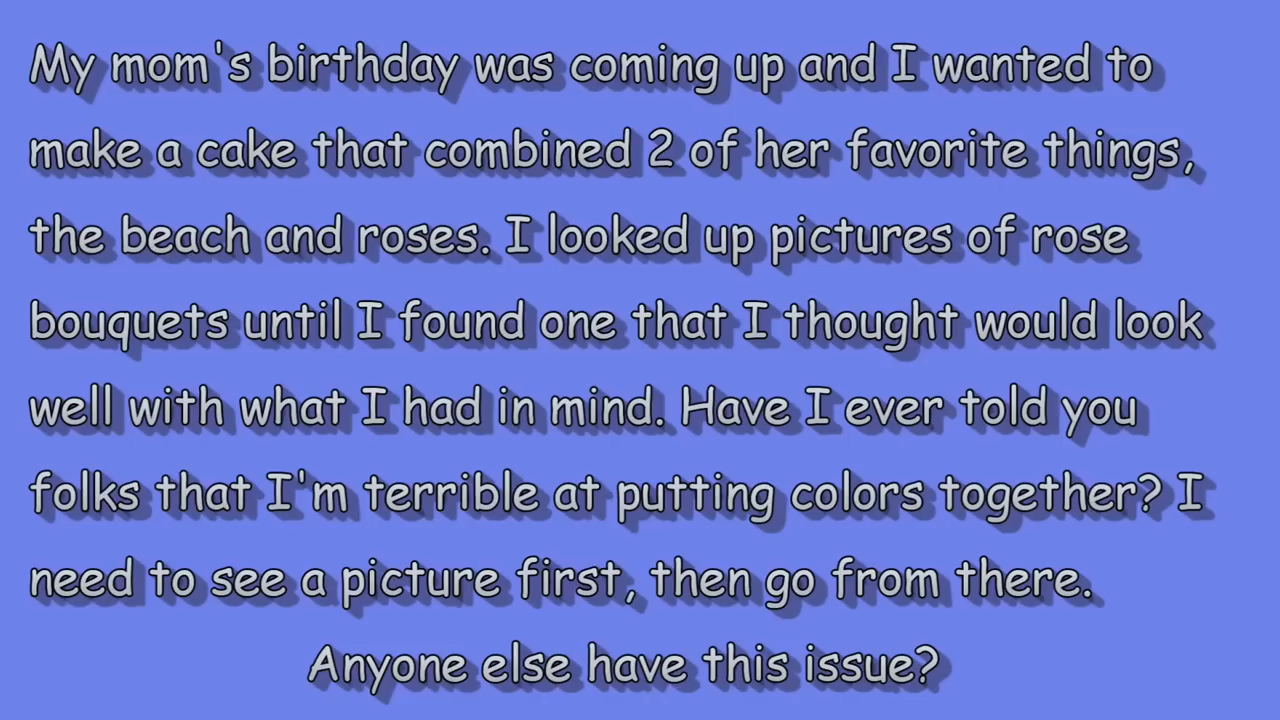 My mom's birthday was coming up and I wanted to
make a cake that combined 2 of her favorite things,
the beach and roses. I looked up pictures of rose
bouquets until I found one that I thought would look
well with what I had in mind. Have I ever told you
folks that I'm terrible at putting colors together? I
need to see a picture first, then go from there.
Anyone else have this issue?